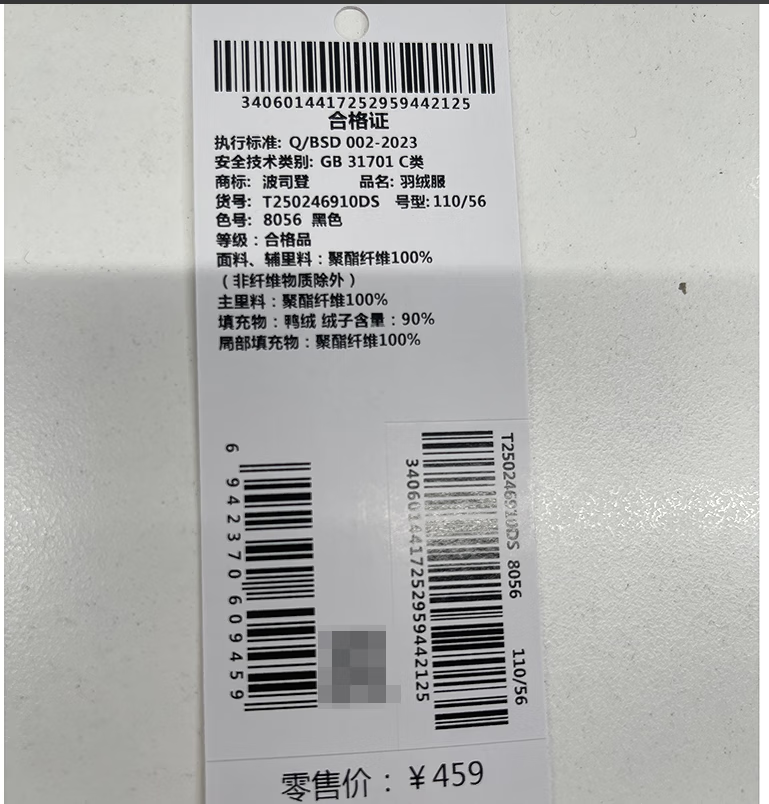 3406014417252959442125
合格证
执行标准: Q/BSD 002-2023
安全技术类别: GB 31701 C类
商标: 波司登 品名: 羽绒服
货号: T250246910DS 号型: 110/56
色号: 8056 黑色
等级：合格品
面料、辅里料：聚酯纤维100%
（非纤维物质除外）
主里料：聚酯纤维100%
填充物：鸭绒 绒子含量：90%
局部填充物：聚酯纤维100%
6 942370 609459
T250246910DS 8056 110/56
3406014417252959442125
零售价：￥459